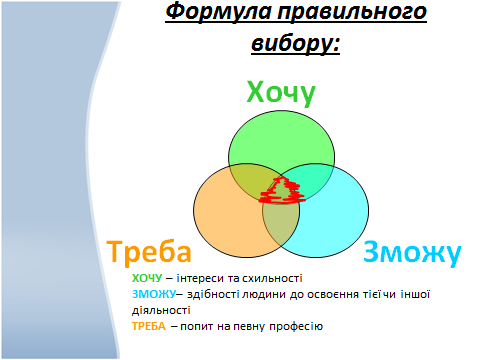 Формула правильного
вибору:
Хочу
Треба
Зможу
ХОЧУ – інтереси та схильності
ЗМОЖУ– здібності людини до освоєння тієї чи іншої
діяльності
ТРЕБА – попит на певну професію